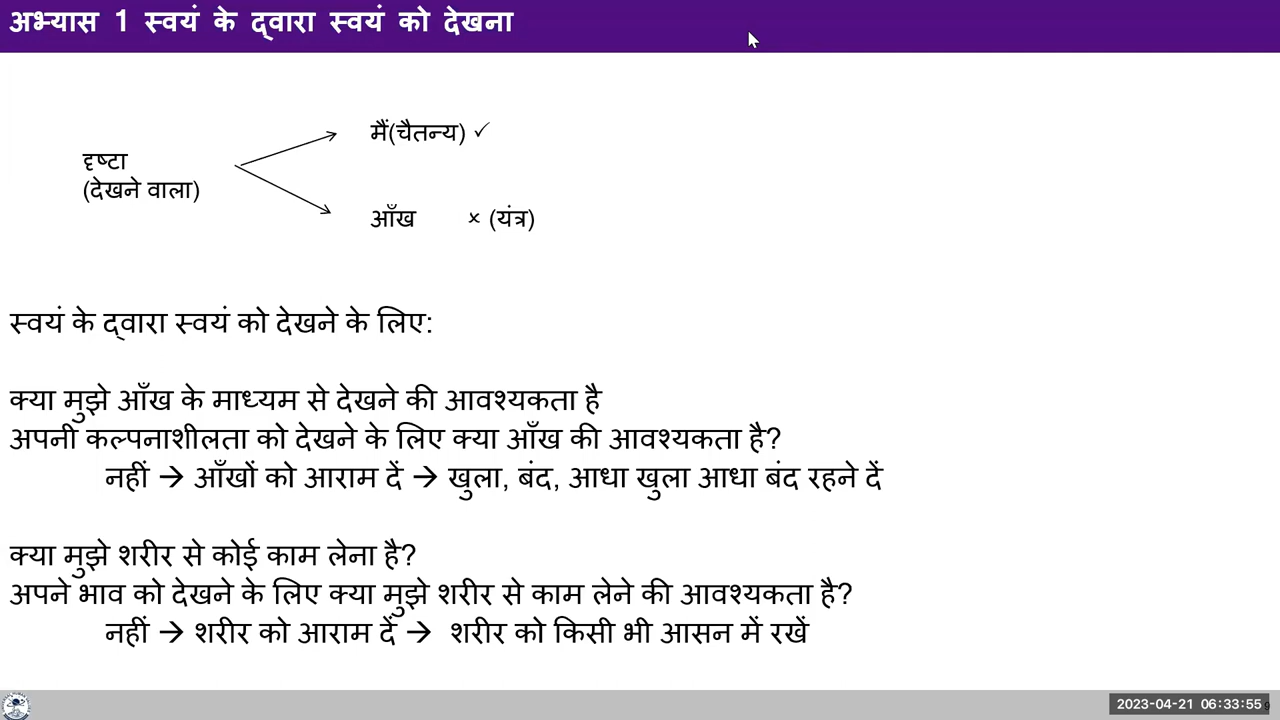 अभ्यास 1 स्वयं के द्वारा स्वयं को देखना
मैं(चैतन्य) ✓
दृष्टा
(देखने वाला)
आँख × (यंत्र)
स्वयं के द्वारा स्वयं को देखने के लिए:
क्या मुझे आँख के माध्यम से देखने की आवश्यकता है
अपनी कल्पनाशीलता को देखने के लिए क्या आँख की आवश्यकता है?
नहीं → आँखों को आराम दें → खुला, बंद, आधा खुला आधा बंद रहने दें
क्या मुझे शरीर से कोई काम लेना है?
अपने भाव को देखने के लिए क्या मुझे शरीर से काम लेने की आवश्यकता है?
नहीं → शरीर को आराम दें → शरीर को किसी भी आसन में रखें
2023-04-21 06:33:55